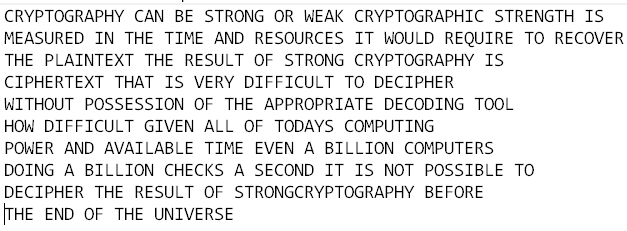 CRYPTOGRAPHY CAN BE STRONG OR WEAK CRYPTOGRAPHIC STRENGTH IS
MEASURED IN THE TIME AND RESOURCES IT WOULD REQUIRE TO RECOVER
THE PLAINTEXT THE RESULT OF STRONG CRYPTOGRAPHY IS
CIPHERTEXT THAT IS VERY DIFFICULT TO DECIPHER
WITHOUT POSSESSION OF THE APPROPRIATE DECODING TOOL
HOW DIFFICULT GIVEN ALL OF TODAYS COMPUTING
POWER AND AVAILABLE TIME EVEN A BILLION COMPUTERS
DOING A BILLION CHECKS A SECOND IT IS NOT POSSIBLE TO
DECIPHER THE RESULT OF STRONGCRYPTOGRAPHY BEFORE
THE END OF THE UNIVERSE